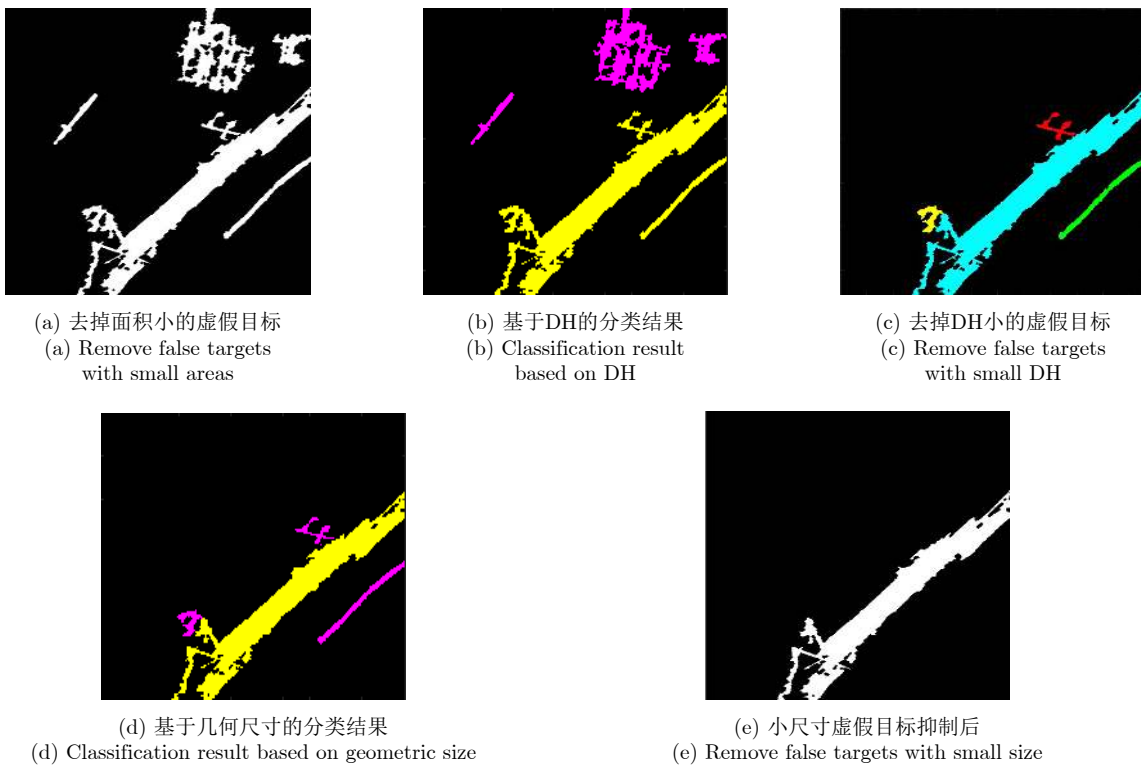 (a) 去掉面积小的虚假目标
(a) Remove false targets
with small areas
(b) 基于DH的分类结果
(b) Classification result
based on DH
(c) 去掉DH小的虚假目标
(c) Remove false targets
with small DH
(d) 基于几何尺寸的分类结果
(d) Classification result based on geometric size
(e) 小尺寸虚假目标抑制后
(e) Remove false targets with small size